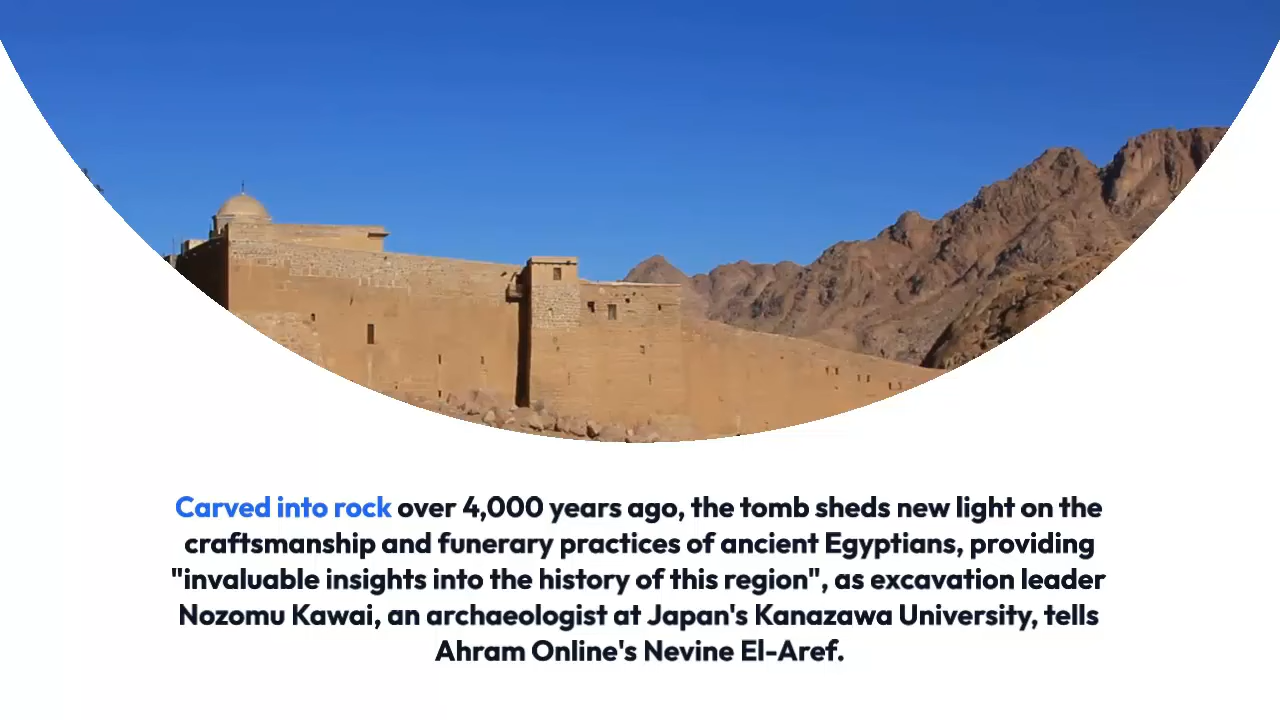 Carved into rock over 4,000 years ago, the tomb sheds new light on the
craftsmanship and funerary practices of ancient Egyptians, providing
"invaluable insights into the history of this region", as excavation leader
Nozomu Kawai, an archaeologist at Japan's Kanazawa University, tells
Ahram Online's Nevine El-Aref.